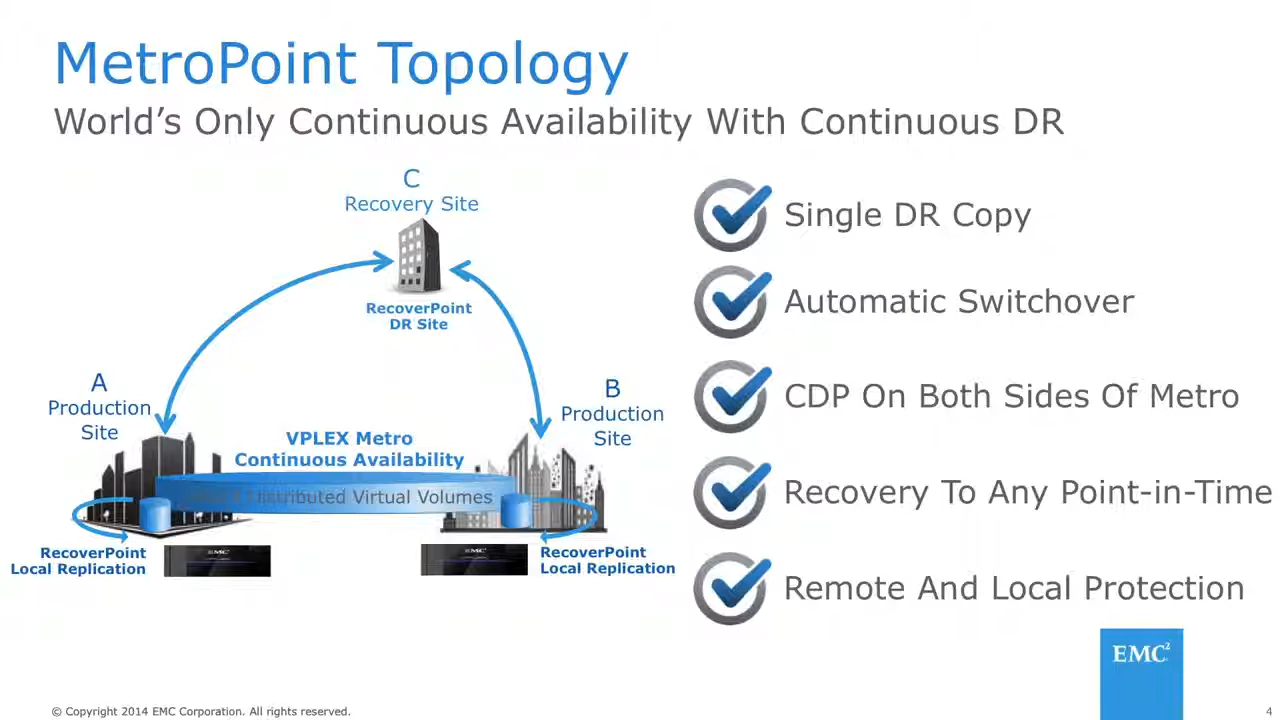 MetroPoint Topology
World's Only Continuous Availability With Continuous DR
C
Recovery Site
RecoverPoint
DR Site
A
Production
Site
B
Production
Site
VPLEX Metro
Continuous Availability
Distributed Virtual Volumes
RecoverPoint
Local Replication
EMC²
EMC²
RecoverPoint
Local Replication
Single DR Copy
Automatic Switchover
CDP On Both Sides Of Metro
Recovery To Any Point-in-Time
Remote And Local Protection
EMC²
© Copyright 2014 EMC Corporation. All rights reserved.
4